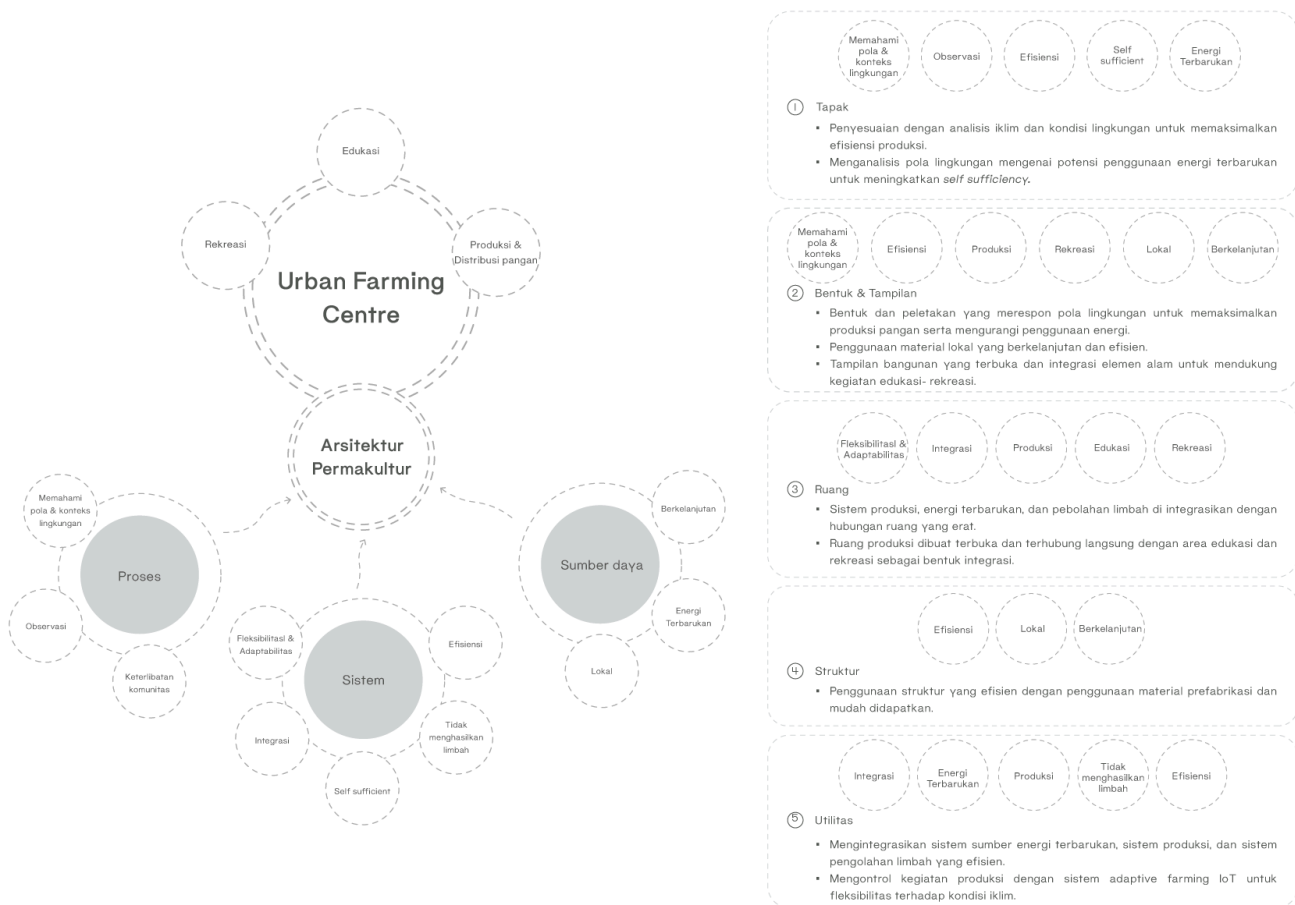 Edukasi
Rekreasi
Produksi &
Distribusi pangan
Urban Farming
Centre
Arsitektur
Permakultur
Memahami
pola & konteks
lingkungan
Proses
Observasi
Keterlibatan
komunitas
Fleksibilitasl &
Adaptabilitas
Efisiensi
Sistem
Integrasi
Tidak
menghasilkan
limbah
Self sufficient
Berkelanjutan
Sumber daya
Energi
Terbarukan
Lokal
Memahami
pola &
konteks
lingkungan
Observasi
Efisiensi
Self
sufficient
Energi
Terbarukan
1 Tapak
▪ Penyesuaian dengan analisis iklim dan kondisi lingkungan untuk memaksimalkan
efisiensi produksi.
▪ Menganalisis pola lingkungan mengenai potensi penggunaan energi terbarukan
untuk meningkatkan self sufficiency.
Memahami
pola &
konteks
lingkungan
Efisiensi
Produksi
Rekreasi
Lokal
Berkelanjutan
2 Bentuk & Tampilan
▪ Bentuk dan peletakan yang merespon pola lingkungan untuk memaksimalkan
produksi pangan serta mengurangi penggunaan energi.
▪ Penggunaan material lokal yang berkelanjutan dan efisien.
▪ Tampilan bangunan yang terbuka dan integrasi elemen alam untuk mendukung
kegiatan edukasi- rekreasi.
Fleksibilitasl &
Adaptabilitas
Integrasi
Produksi
Edukasi
Rekreasi
3 Ruang
▪ Sistem produksi, energi terbarukan, dan pebolahan limbah di integrasikan dengan
hubungan ruang yang erat.
▪ Ruang produksi dibuat terbuka dan terhubung langsung dengan area edukasi dan
rekreasi sebagai bentuk integrasi.
Efisiensi
Lokal
Berkelanjutan
4 Struktur
▪ Penggunaan struktur yang efisien dengan penggunaan material prefabrikasi dan
mudah didapatkan.
Integrasi
Energi
Terbarukan
Produksi
Tidak
menghasilkan
limbah
Efisiensi
5 Utilitas
▪ Mengintegrasikan sistem sumber energi terbarukan, sistem produksi, dan sistem
pengolahan limbah yang efisien.
▪ Mengontrol kegiatan produksi dengan sistem adaptive farming IoT untuk
fleksibilitas terhadap kondisi iklim.